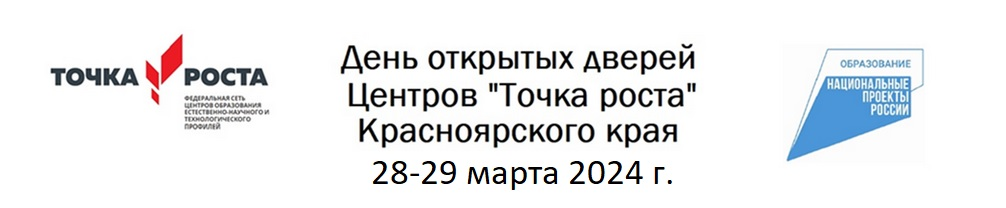 ТОЧКА РОСТА
ФЕДЕРАЛЬНАЯ СЕТЬ
ЦЕНТРОВ ОБРАЗОВАНИЯ
ЕСТЕСТВЕННО-НАУЧНОГО И
ТЕХНОЛОГИЧЕСКОГО
ПРОФИЛЕЙ
День открытых дверей
Центров "Точка роста"
Красноярского края
28-29 марта 2024 г.
ОБРАЗОВАНИЕ
НАЦИОНАЛЬНЫЕ
ПРОЕКТЫ
РОССИИ